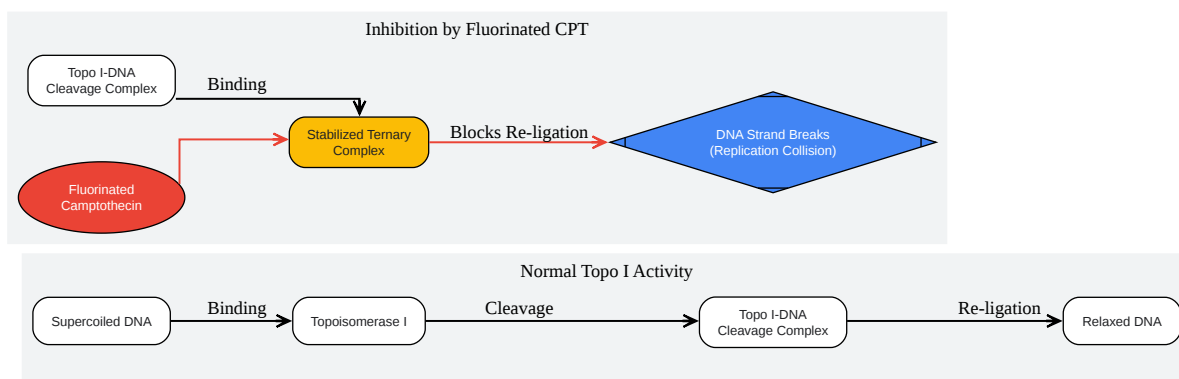 Inhibition by Fluorinated CPT
Topo I-DNA
Cleavage Complex
Binding
Stabilized Ternary
Complex
Blocks Re-ligation
DNA Strand Breaks
(Replication Collision)
Fluorinated
Camptothecin
Normal Topo I Activity
Supercoiled DNA
Binding
Topoisomerase I
Cleavage
Topo I-DNA
Cleavage Complex
Re-ligation
Relaxed DNA